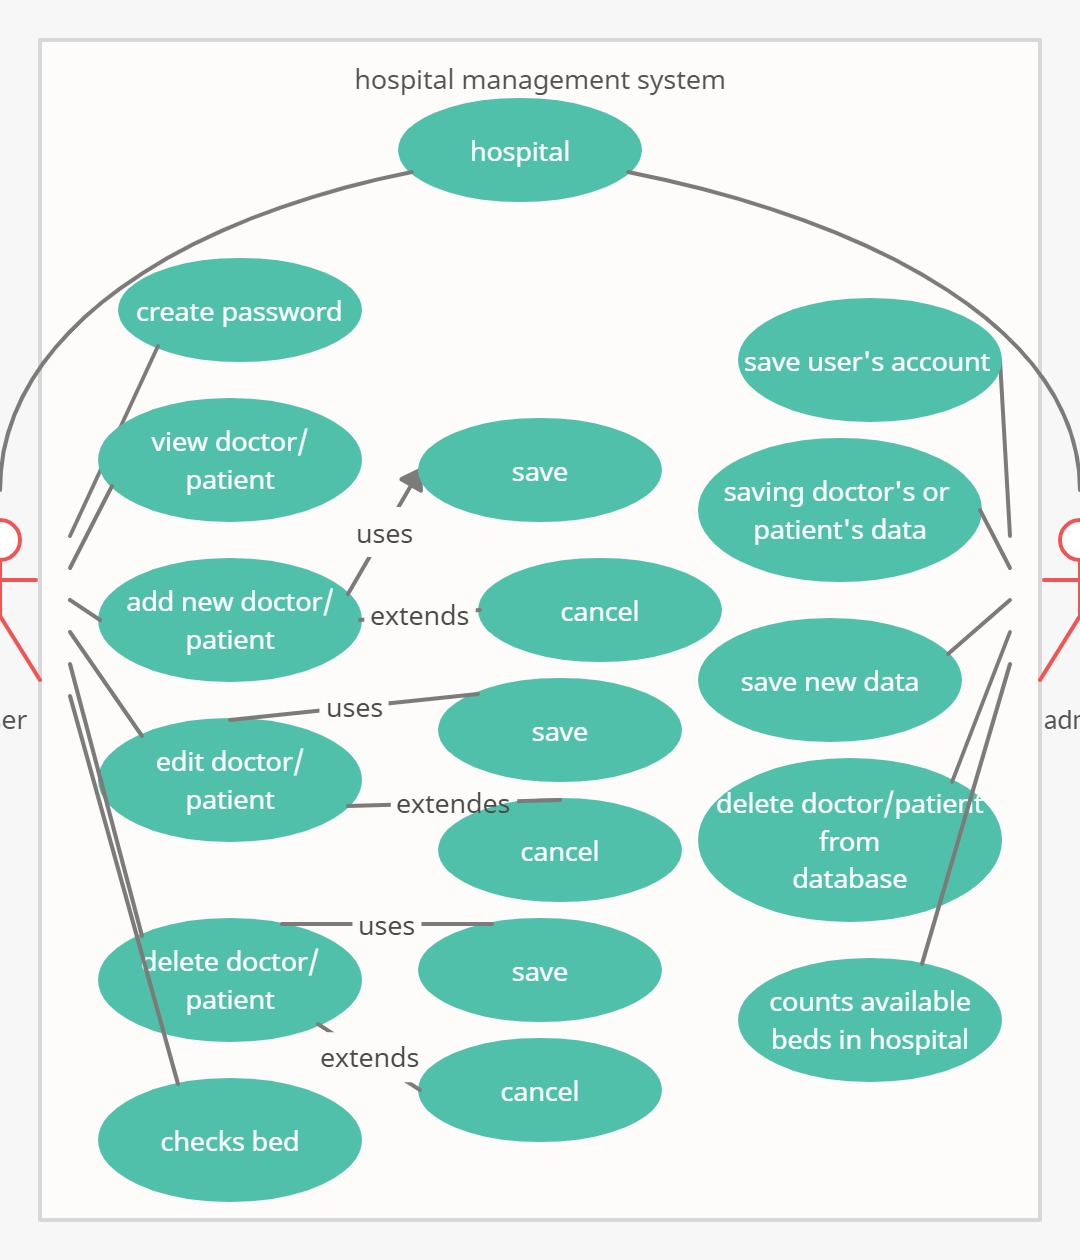 hospital management system
hospital
create password
save user's account
view doctor/
patient
save
saving doctor's or
patient's data
uses
add new doctor/
patient
extends
cancel
save new data
uses
save
edit doctor/
patient
extendes
cancel
delete doctor/patient
from
database
uses
delete doctor/
patient
save
counts available
beds in hospital
extends
cancel
checks bed